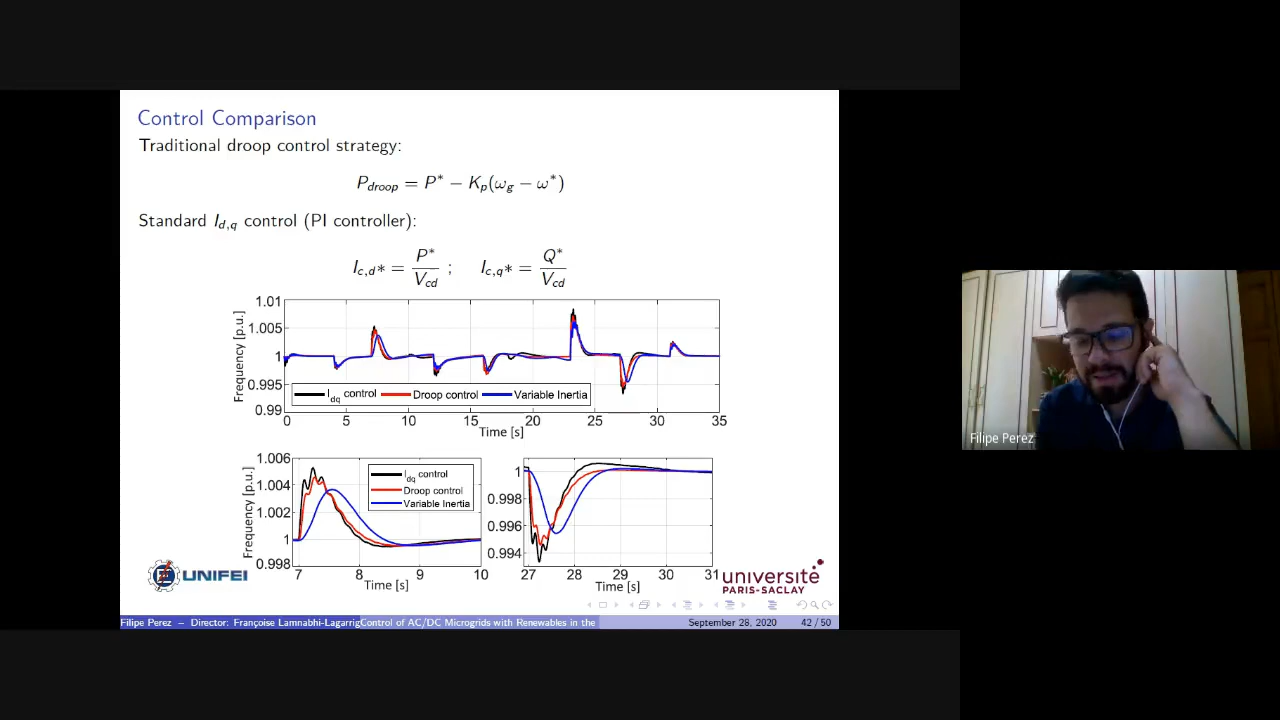 Control Comparison
Traditional droop control strategy:
P_droop = P* − K_p(ω_g − ω*)
Standard I_d,q control (PI controller):
I_c,d* = P*/V_cd ; I_c,q* = Q*/V_cd
Frequency [p.u.]
1.01
1.005
1
0.995
0.99
I_dq control Droop control Variable Inertia
0 5 10 15 20 25 30 35
Time [s]
Frequency [p.u.]
1.006
1.004
1.002
1
0.998
I_dq control
Droop control
Variable Inertia
7 8 9 10
Time [s]
1
0.998
0.996
0.994
27 28 29 30 31
Time [s]
UNIFEI
université
PARIS-SACLAY
Filipe Perez – Director: Françoise Lamnabhi-Lagarrig Control of AC/DC Microgrids with Renewables in the September 28, 2020 42 / 50
Filipe Perez